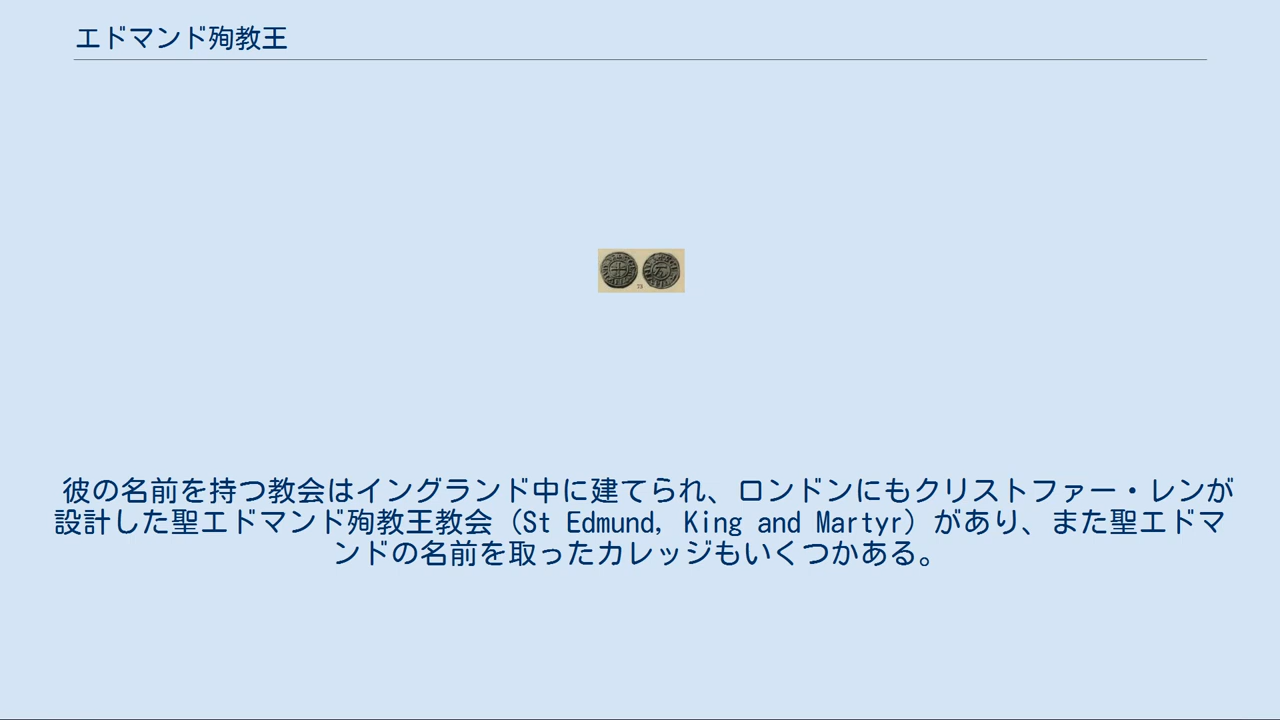 エドマンド殉教王
彼の名前を持つ教会はイングランド中に建てられ、ロンドンにもクリストファー・レンが
設計した聖エドマンド殉教王教会（St Edmund, King and Martyr）があり、また聖エドマ
ンドの名前を取ったカレッジもいくつかある。